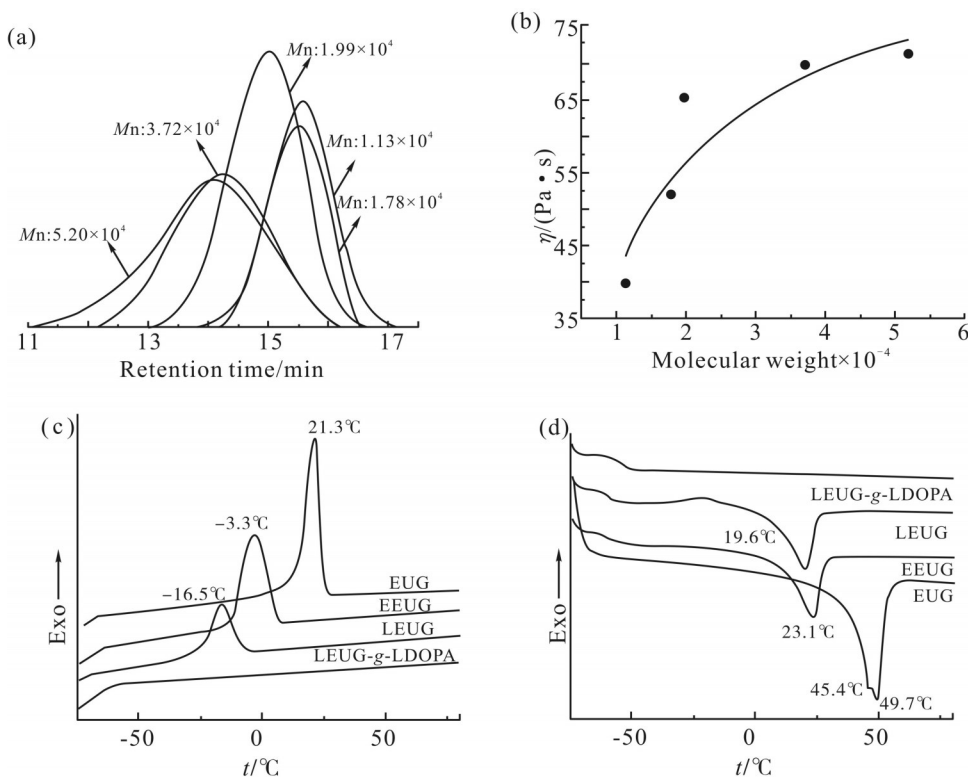 (a)
Mn:1.99×10⁴
Mn:3.72×10⁴
Mn:1.13×10⁴
Mn:1.78×10⁴
Mn:5.20×10⁴
11 13 15 17
Retention time/min
(b)
75
65
55
45
35
η/(Pa·s)
1 2 3 4 5 6
Molecular weight×10⁻⁴
(c)
21.3℃
−3.3℃
−16.5℃
EUG
EEUG
LEUG
LEUG-g-LDOPA
Exo
-50 0 50
t/℃
(d)
LEUG-g-LDOPA
19.6℃
LEUG
EEUG
EUG
23.1℃
45.4℃
49.7℃
Exo
-50 0 50
t/℃